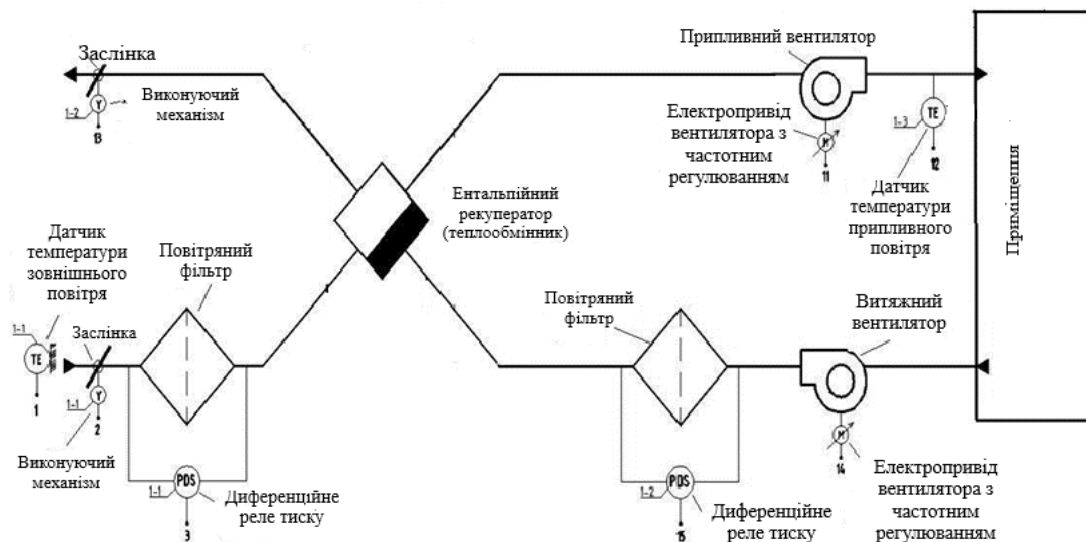 Заслінка
Y
1-2
13
Виконуючий
механізм
Припливний вентилятор
Електропривід
вентилятора з
частотним
регулюванням
M
11
TE
1-3
12
Датчик
температури
припливного
повітря
Приміщення
Ентальпійний
рекуператор
(теплообмінник)
Датчик
температури
зовнішнього
повітря
1-1
TE
1
Заслінка
Y
1-1
2
Виконуючий
механізм
Повітряний
фільтр
PDS
1-1
3
Диференційне
реле тиску
Повітряний
фільтр
PDS
1-2
15
Диференційне
реле тиску
Витяжний
вентилятор
M
14
Електропривід
вентилятора з
частотним
регулюванням